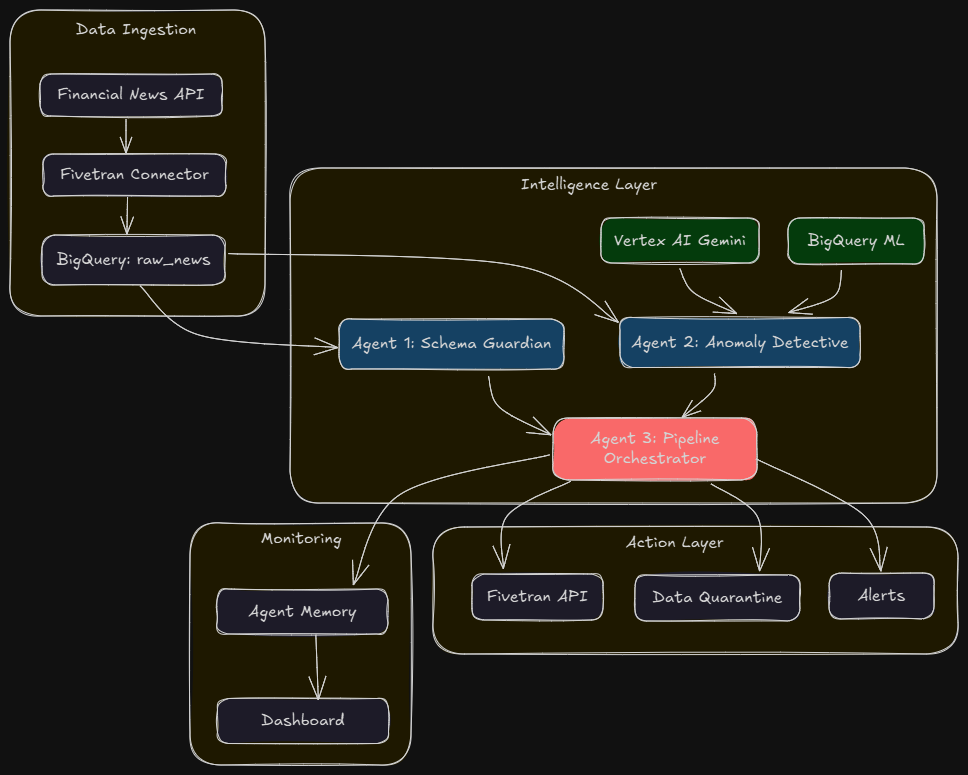 Data Ingestion
Financial News API
Fivetran Connector
BigQuery: raw_news
Intelligence Layer
Vertex AI Gemini
BigQuery ML
Agent 1: Schema Guardian
Agent 2: Anomaly Detective
Agent 3: Pipeline
Orchestrator
Monitoring
Agent Memory
Dashboard
Action Layer
Fivetran API
Data Quarantine
Alerts